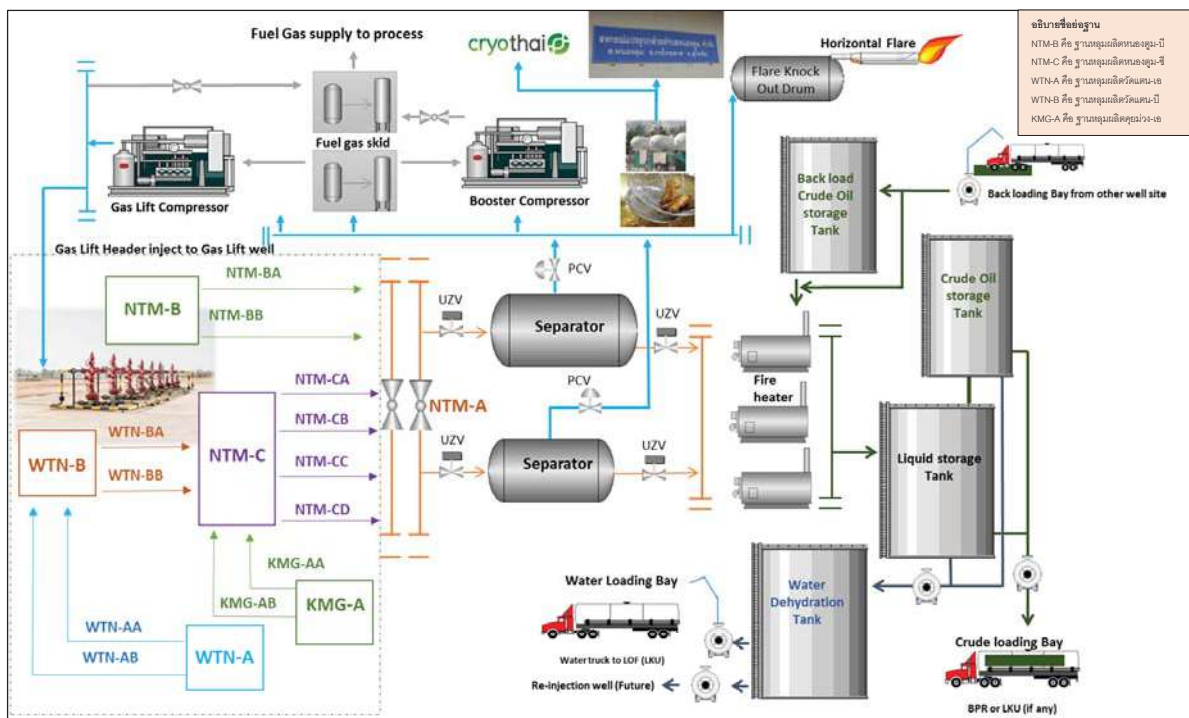 Fuel Gas supply to process
cryothai
Horizontal Flare
Flare Knock
Out Drum
อธิบายชื่อย่อฐาน
NTM-B คือ ฐานหลุมผลิตหนองตูม-บี
NTM-C คือ ฐานหลุมผลิตหนองตูม-ซี
WTN-A คือ ฐานหลุมผลิตวัดแตน-เอ
WTN-B คือ ฐานหลุมผลิตวัดแตน-บี
KMG-A คือ ฐานหลุมผลิตคุยม่วง-เอ
Gas Lift Compressor
Fuel gas skid
Booster Compressor
Back load
Crude Oil
storage
Tank
Back loading Bay from other well site
Gas Lift Header inject to Gas Lift well
NTM-B
NTM-BA
NTM-BB
PCV
UZV
Separator
UZV
Crude Oil
storage
Tank
NTM-CA
NTM-CB
NTM-CC
NTM-CD
NTM-C
NTM-A
PCV
UZV
Separator
UZV
Fire
heater
Liquid storage
Tank
WTN-B
WTN-BA
WTN-BB
KMG-AA
KMG-AB
KMG-A
WTN-AA
WTN-AB
WTN-A
Water Loading Bay
Water
Dehydration
Tank
Water truck to LOF (LKU)
Re-injection well (Future)
Crude loading Bay
BPR or LKU (if any)